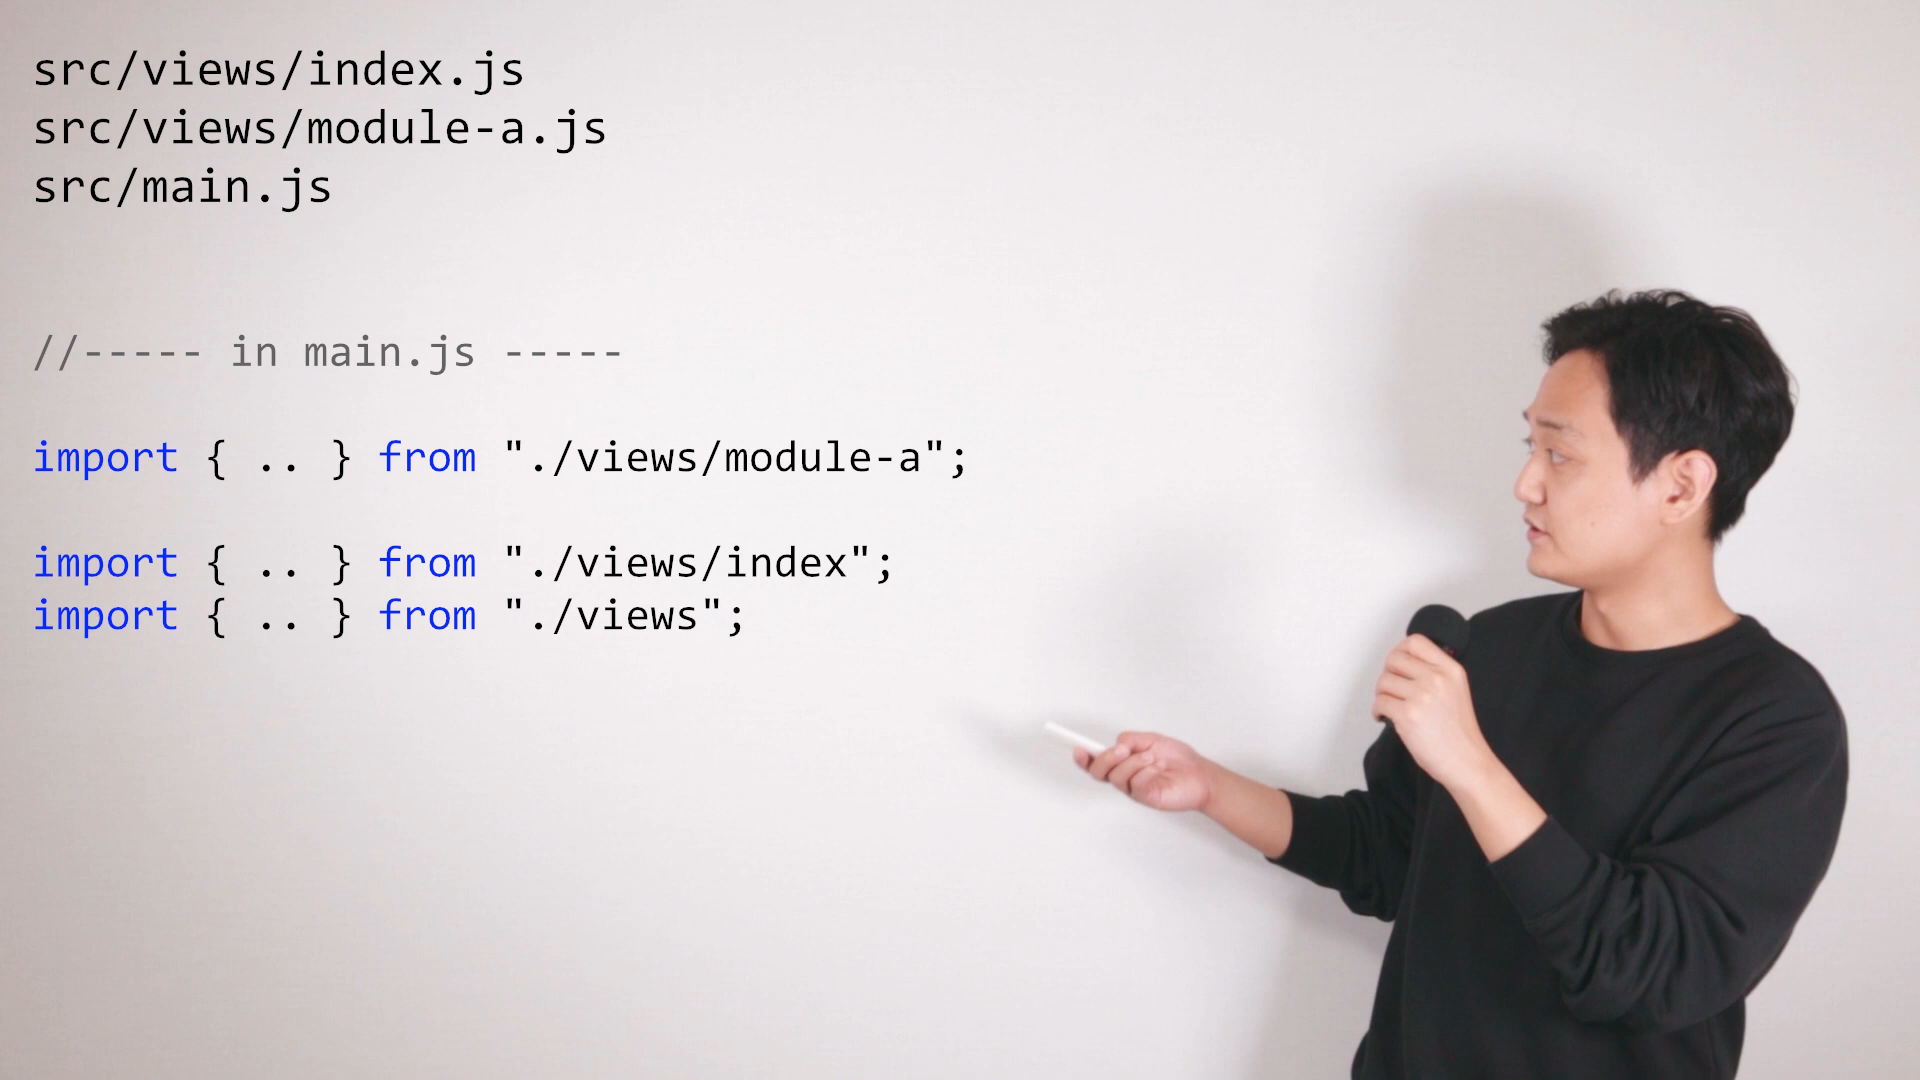 src/views/index.js
src/views/module-a.js
src/main.js
//----- in main.js -----
import { .. } from "./views/module-a";
import { .. } from "./views/index";
import { .. } from "./views";